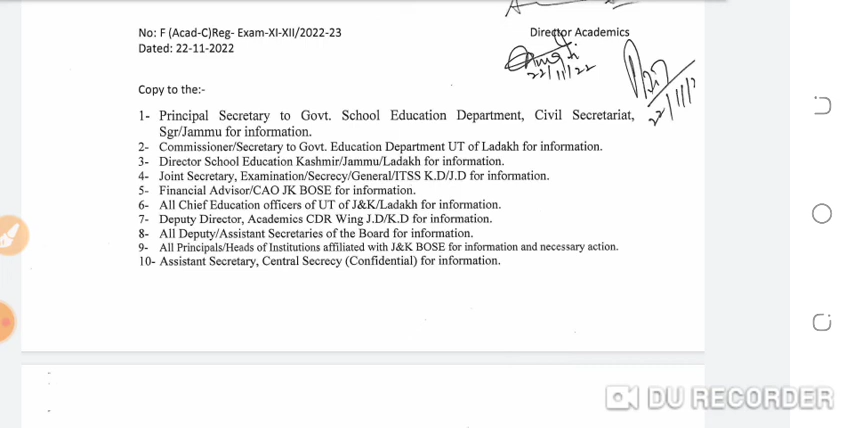 No: F (Acad-C)Reg- Exam-XI-XII/2022-23
Director Academics
Dated: 22-11-2022
22/11/22
22/11/
Copy to the:-
1- Principal Secretary to Govt. School Education Department, Civil Secretariat,
Sgr/Jammu for information.
2- Commissioner/Secretary to Govt. Education Department UT of Ladakh for information.
3- Director School Education Kashmir/Jammu/Ladakh for information.
4- Joint Secretary, Examination/Secrecy/General/ITSS K.D/J.D for information.
5- Financial Advisor/CAO JK BOSE for information.
6- All Chief Education officers of UT of J&K/Ladakh for information.
7- Deputy Director, Academics CDR Wing J.D/K.D for information.
8- All Deputy/Assistant Secretaries of the Board for information.
9- All Principals/Heads of Institutions affiliated with J&K BOSE for information and necessary action.
10- Assistant Secretary, Central Secrecy (Confidential) for information.
DU RECORDER